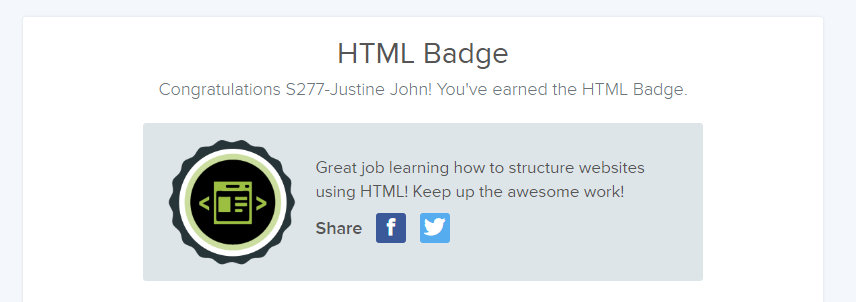 HTML Badge
Congratulations S277-Justine John! You've earned the HTML Badge.
Great job learning how to structure websites
using HTML! Keep up the awesome work!
Share